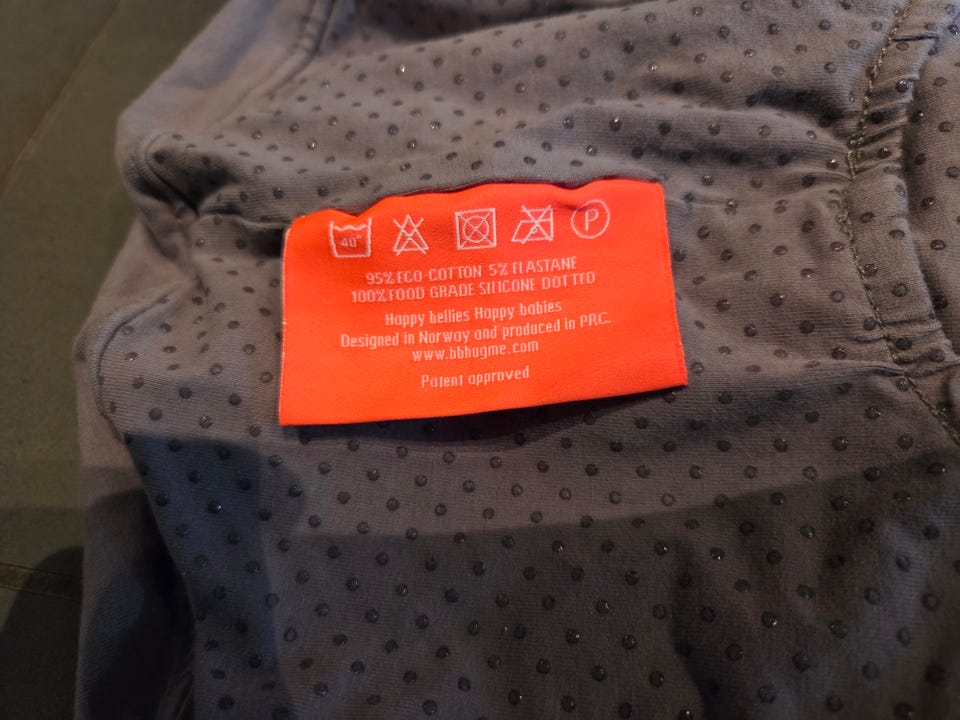 40°
P
95% ECO-COTTON 5% ELASTANE
100% FOOD GRADE SILICONE DOTTED
Happy bellies Happy babies
Designed in Norway and produced in PRC.
www.bbhugme.com
Patent approved